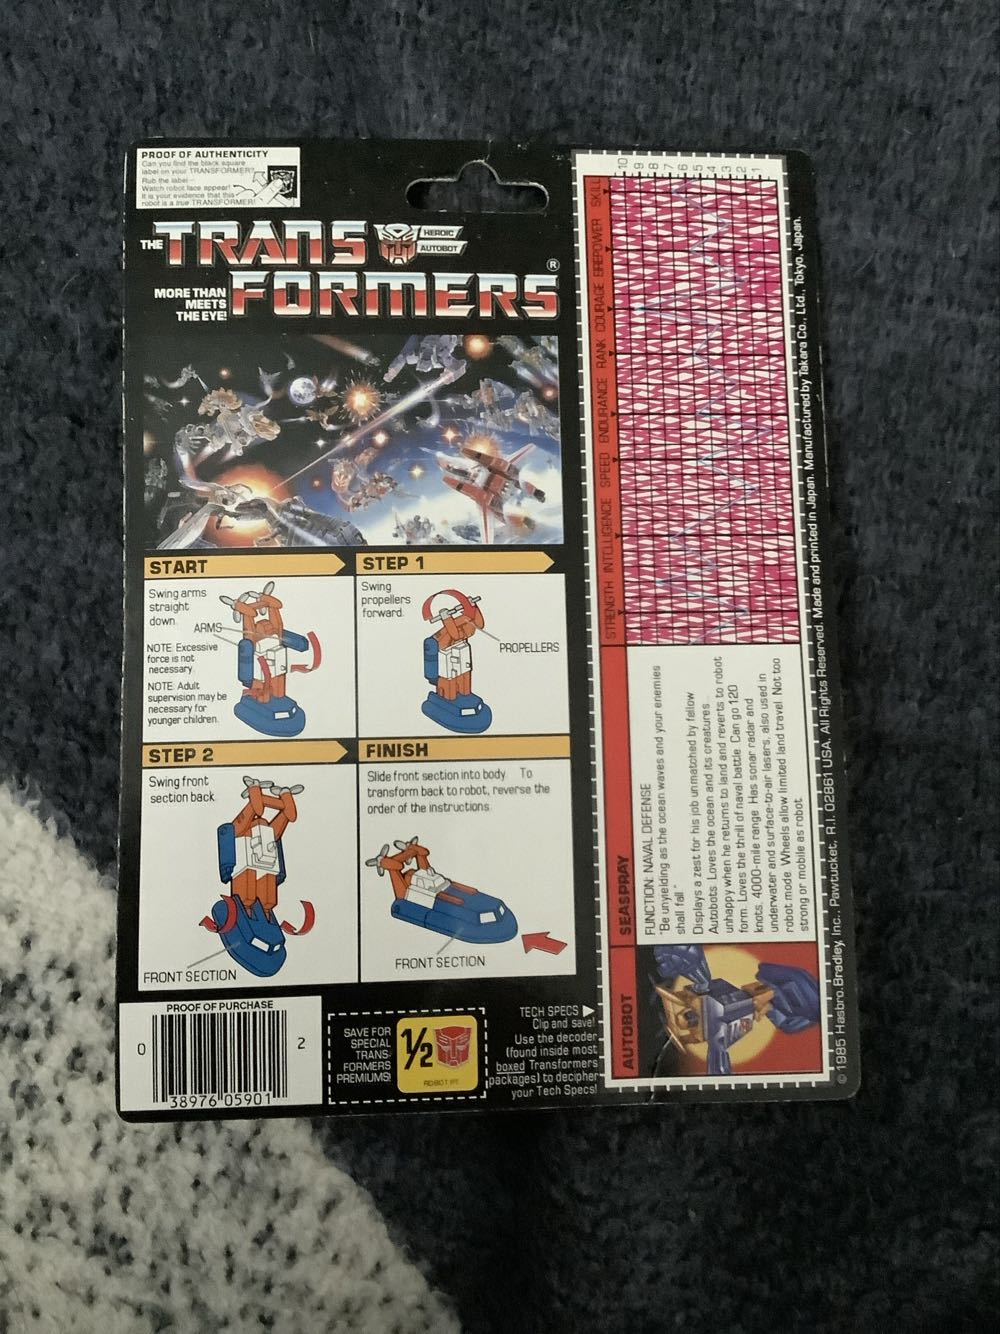 PROOF OF AUTHENTICITY
Can you find the black square
label on your TRANSFORMER?
Rub the label—
Watch robot face appear!
It is your evidence that this
robot is a true TRANSFORMER!
THE TRANSFORMERS®
HEROIC
AUTOBOT
MORE THAN
MEETS
THE EYE!
START
Swing arms
straight
down.
ARMS
NOTE: Excessive
force is not
necessary.
NOTE: Adult
supervision may be
necessary for
younger children.
STEP 1
Swing
propellers
forward.
PROPELLERS
STEP 2
Swing front
section back.
FRONT SECTION
FINISH
Slide front section into body. To
transform back to robot, reverse the
order of the instructions.
FRONT SECTION
PROOF OF PURCHASE
0
38976 05901
2
SAVE FOR
SPECIAL
TRANS-
FORMERS
PREMIUMS!
1/2
ROBOT PT
TECH SPECS ▶
Clip and save!
Use the decoder
(found inside most
boxed Transformers
packages) to decipher
your Tech Specs!
AUTOBOT
SEASPRAY
STRENGTH INTELLIGENCE SPEED ENDURANCE RANK COURAGE FIREPOWER SKILL
10
9
8
7
6
5
4
3
2
1
FUNCTION: NAVAL DEFENSE
"Be unyielding as the ocean waves and your enemies
shall fall."
Displays a zest for his job unmatched by fellow
Autobots. Loves the ocean and its creatures...
unhappy when he returns to land and reverts to robot
form. Loves the thrill of naval battle. Can go 120
knots, 4000-mile range. Has sonar radar and
underwater and surface-to-air lasers, also used in
robot mode. Wheels allow limited land travel. Not too
strong or mobile as robot.
© 1985 Hasbro Bradley, Inc., Pawtucket, R.I. 02861 USA. All Rights Reserved. Made and printed in Japan. Manufactured by Takara Co., Ltd., Tokyo, Japan.